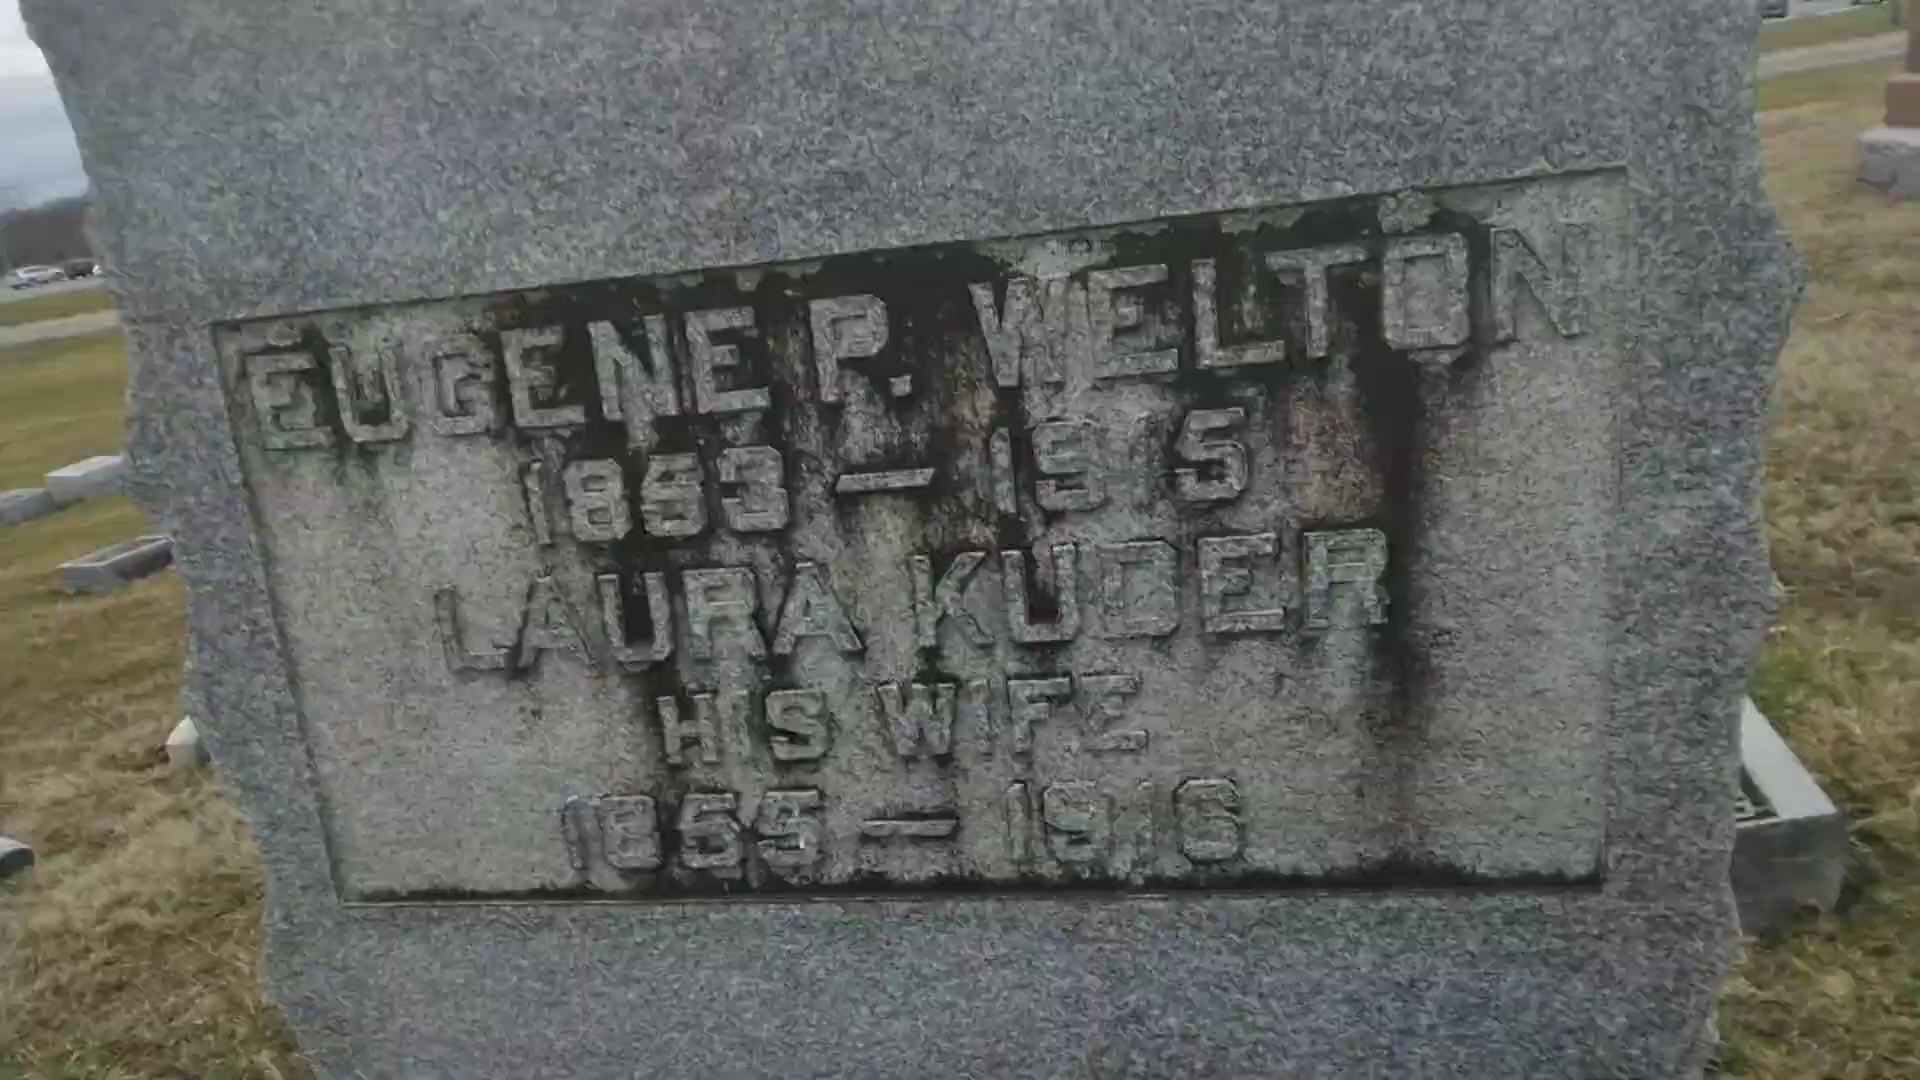 EUGENE P. WELTON
1853 — 1915
LAURA KUDER
HIS WIFE
1855 — 1916